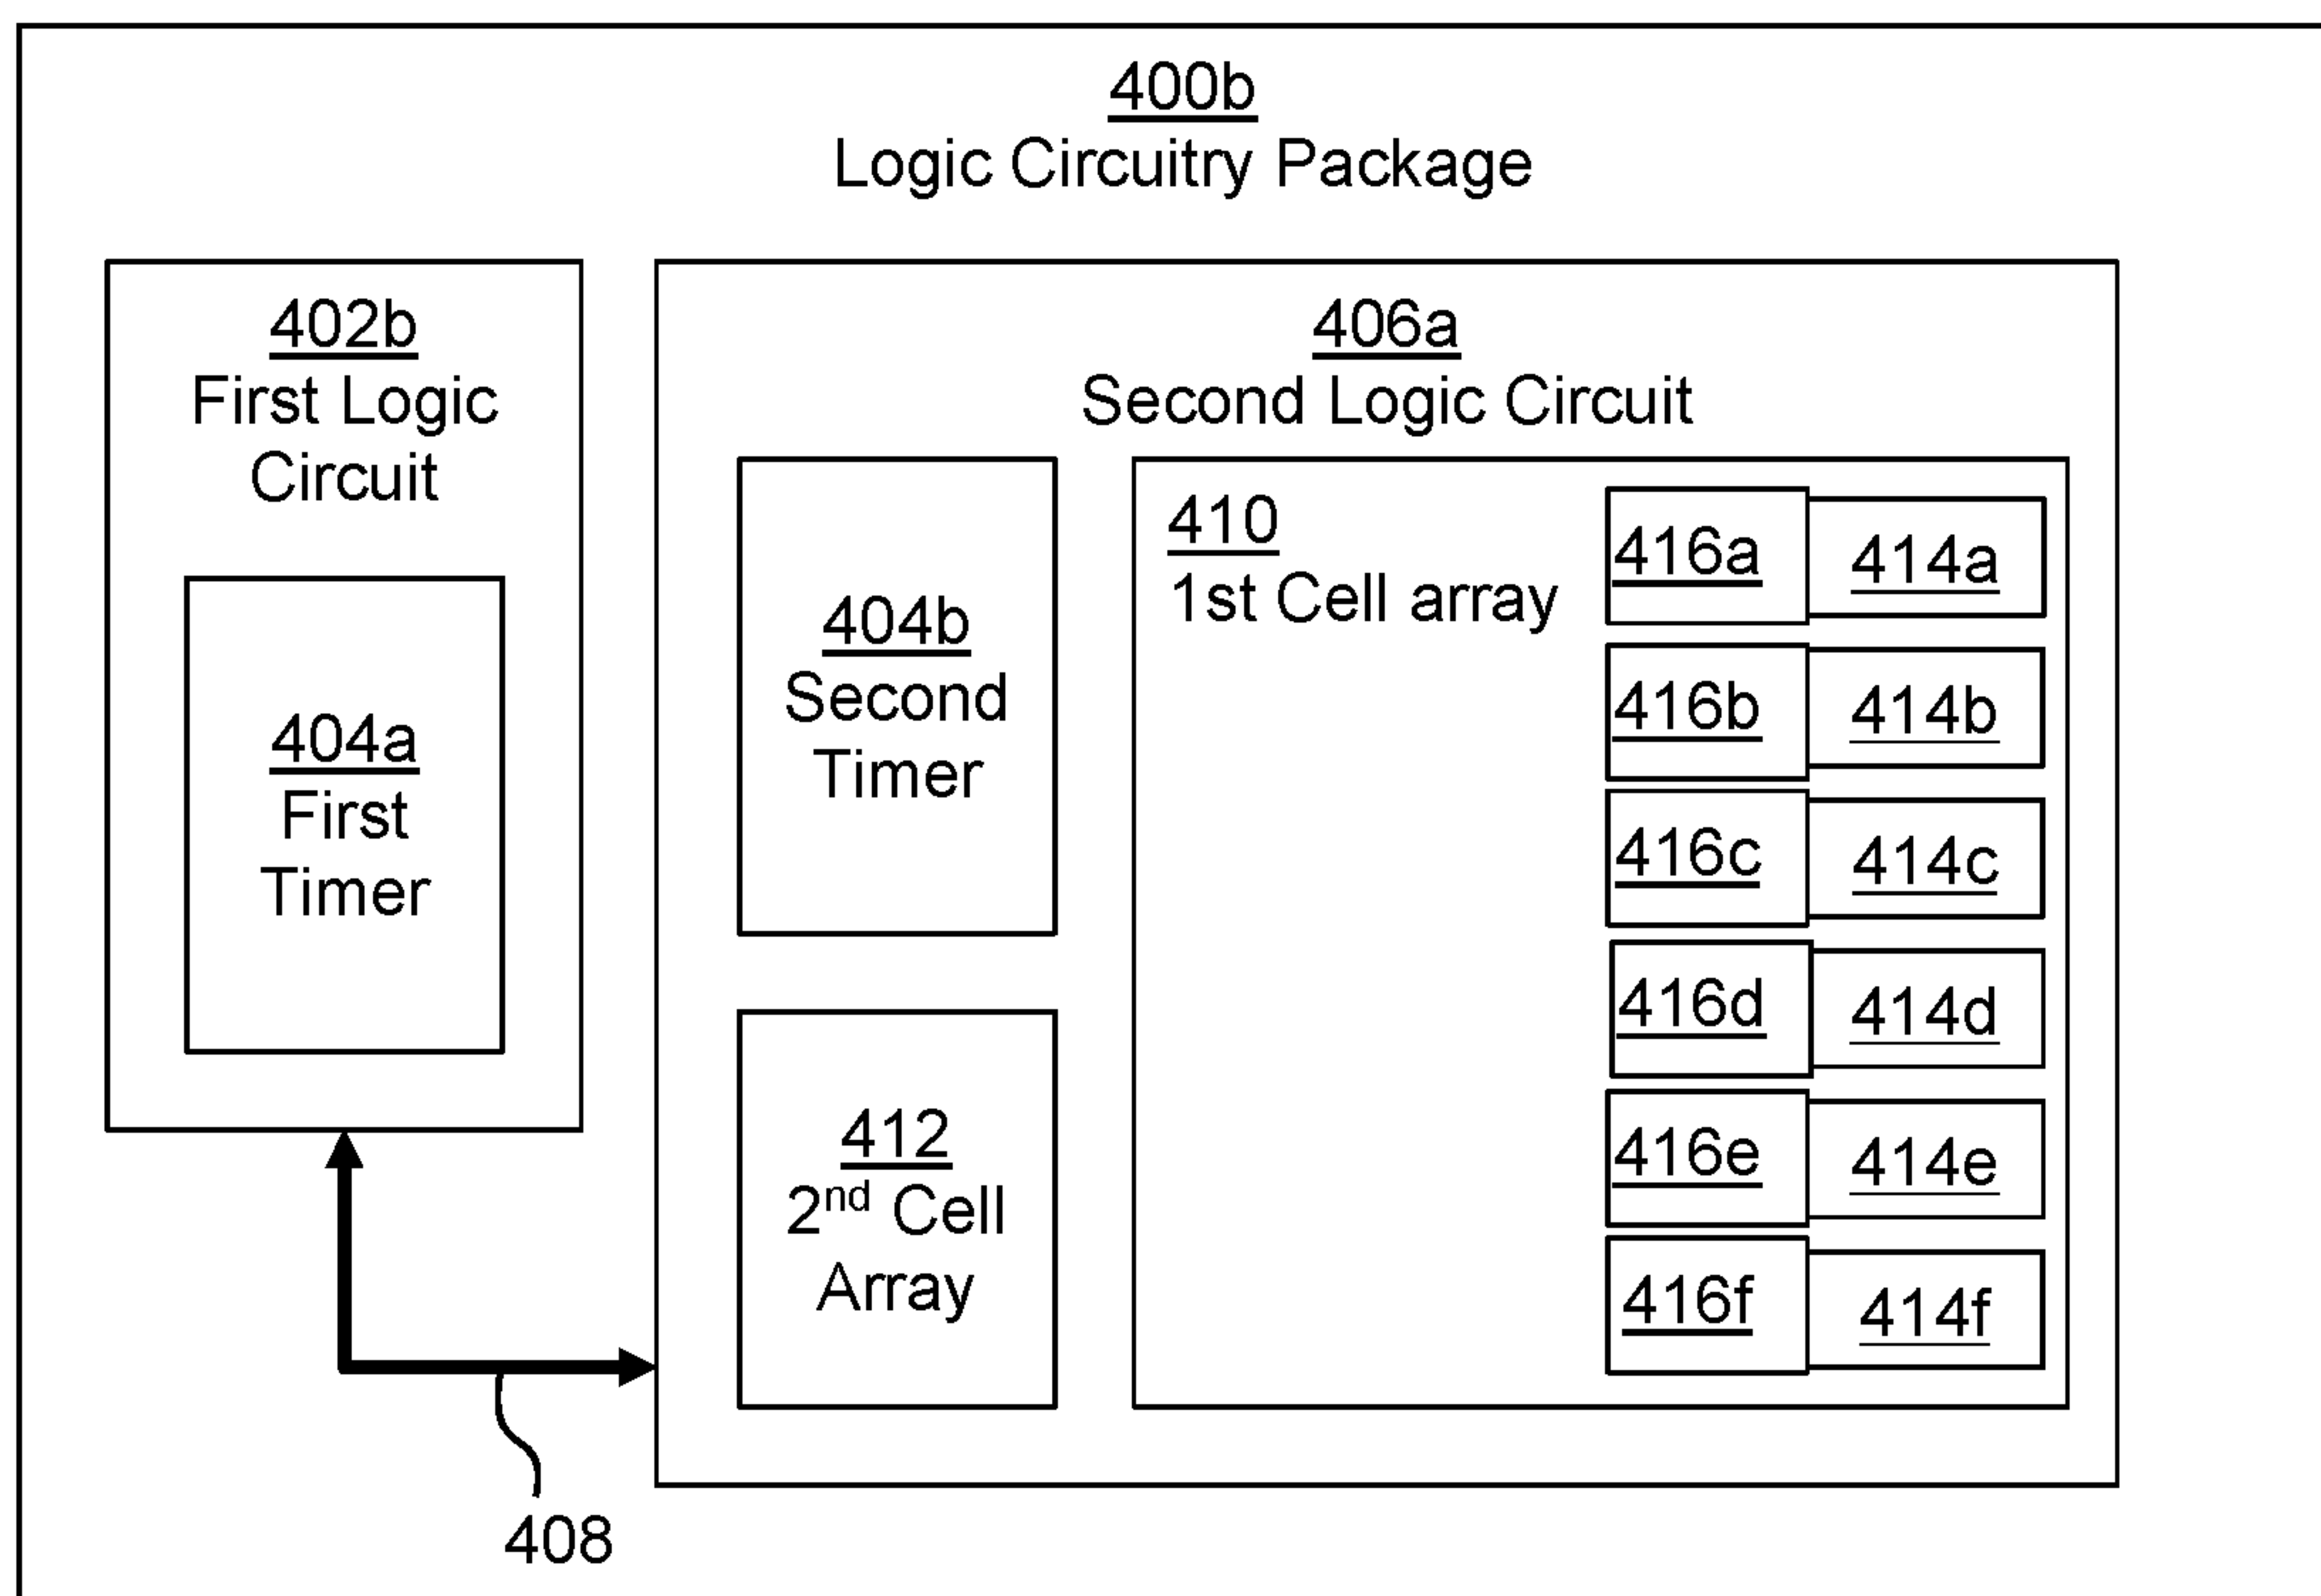 400b
Logic Circuitry Package
402b
First Logic
Circuit
404a
First
Timer
406a
Second Logic Circuit
404b
Second
Timer
412
2nd Cell
Array
410
1st Cell array
416a 414a
416b 414b
416c 414c
416d 414d
416e 414e
416f 414f
408